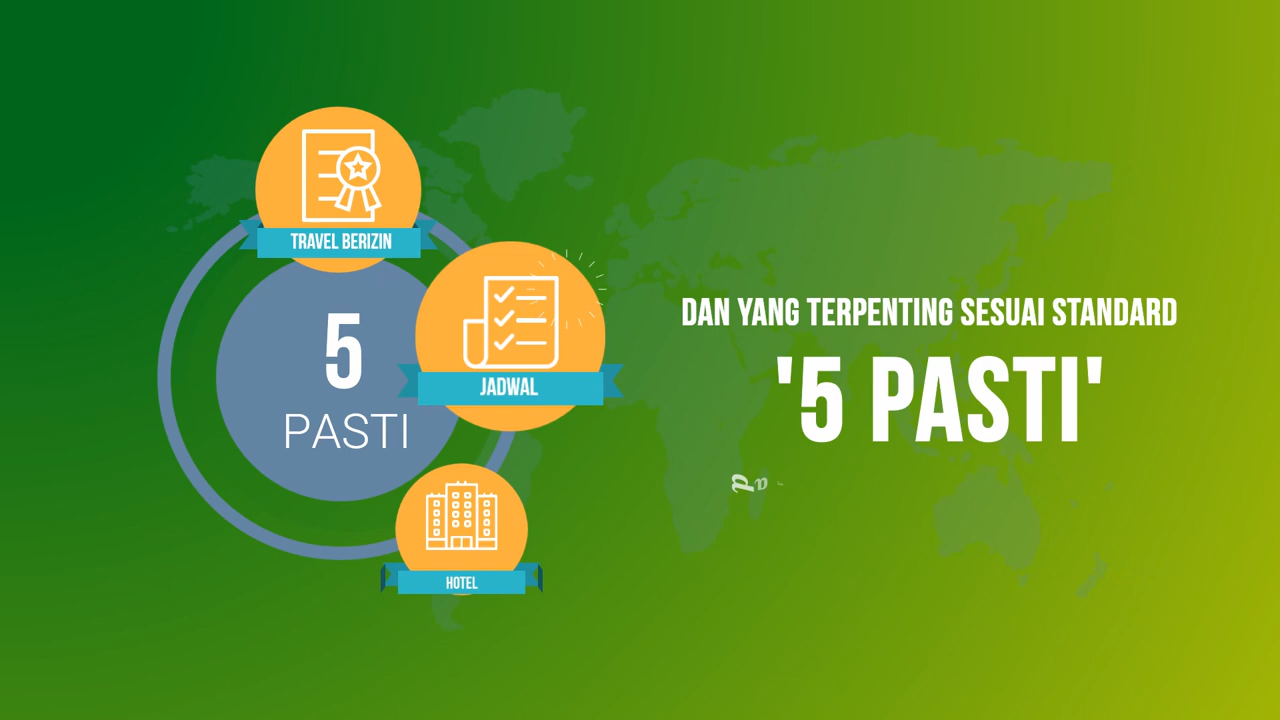 TRAVEL BERIZIN
5
PASTI
JADWAL
HOTEL
DAN YANG TERPENTING SESUAI STANDARD
'5 PASTI'